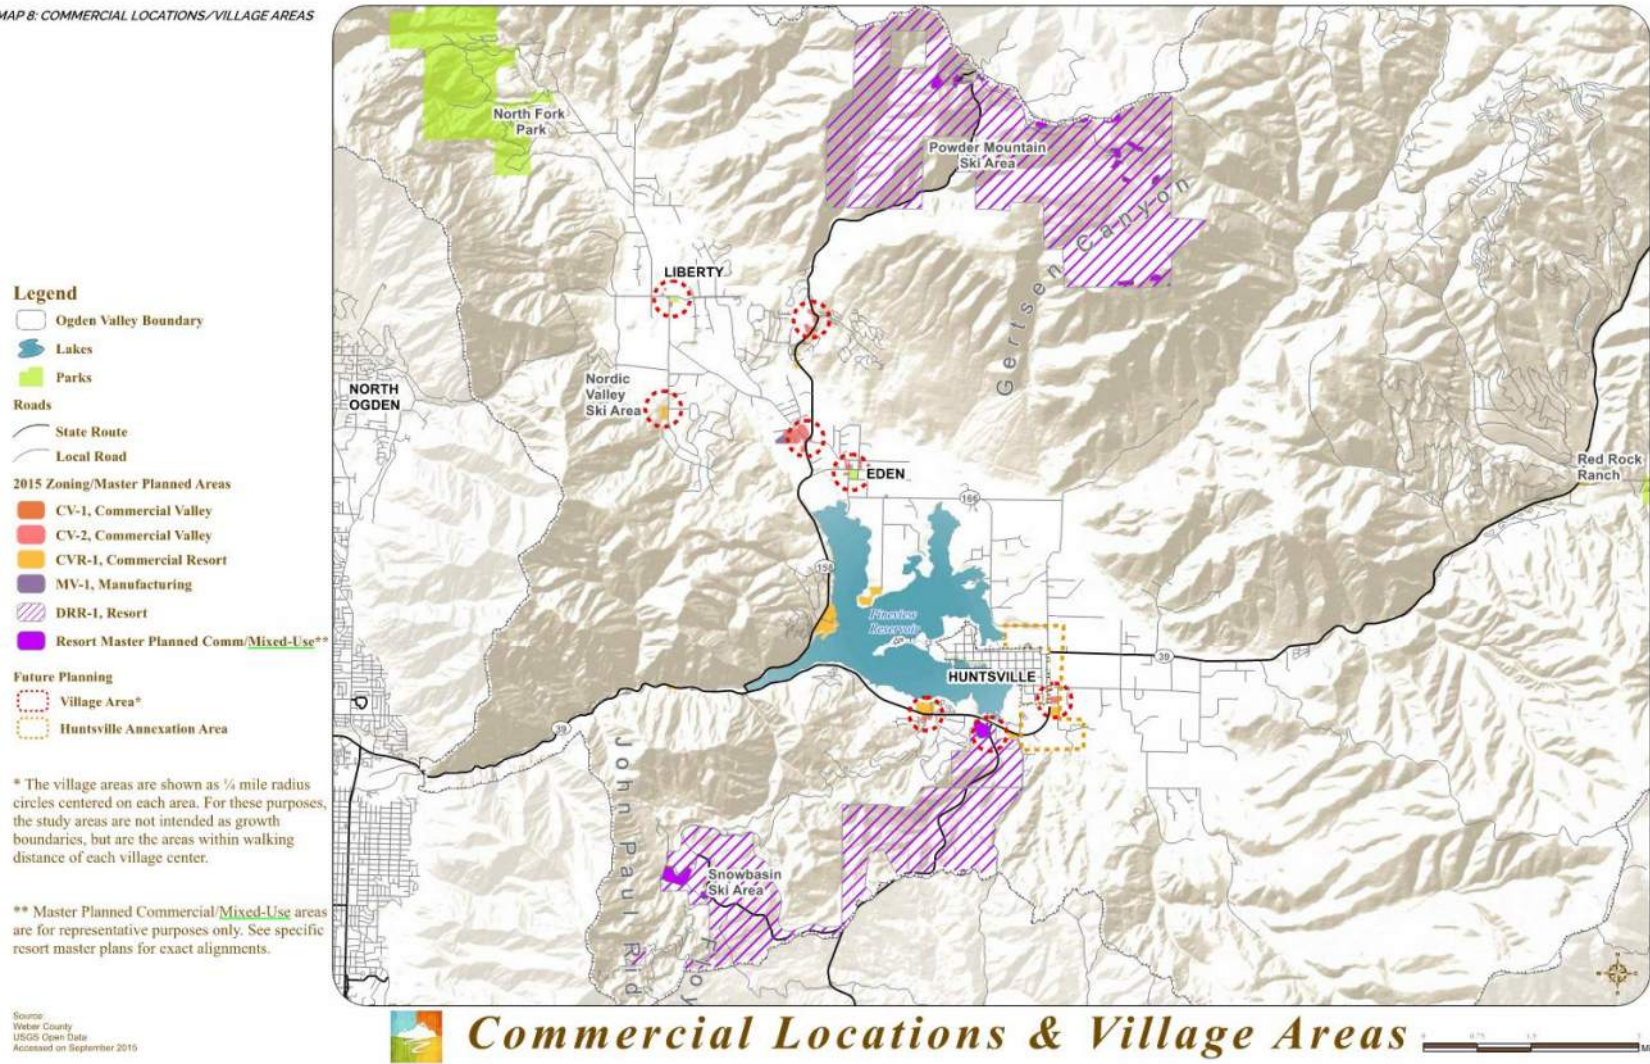 MAP 8: COMMERCIAL LOCATIONS/VILLAGE AREAS
Legend
Ogden Valley Boundary
Lakes
Parks
Roads
State Route
Local Road
2015 Zoning/Master Planned Areas
CV-1, Commercial Valley
CV-2, Commercial Valley
CVR-1, Commercial Resort
MV-1, Manufacturing
DRR-1, Resort
Resort Master Planned Comm/Mixed-Use**
Future Planning
Village Area*
Huntsville Annexation Area
* The village areas are shown as ¼ mile radius
circles centered on each area. For these purposes,
the study areas are not intended as growth
boundaries, but are the areas within walking
distance of each village center.
** Master Planned Commercial/Mixed-Use areas
are for representative purposes only. See specific
resort master plans for exact alignments.
Source:
Weber County
USGS Open Data
Accessed on September 2015
North Fork
Park
Powder Mountain
Ski Area
Gertsen Canyon
LIBERTY
Nordic
Valley
Ski Area
NORTH
OGDEN
EDEN
166
Red Rock
Ranch
158
Pineview
Reservoir
39
HUNTSVILLE
39
John Paul Rid
Snowbasin
Ski Area
Commercial Locations & Village Areas
0.75
1.5